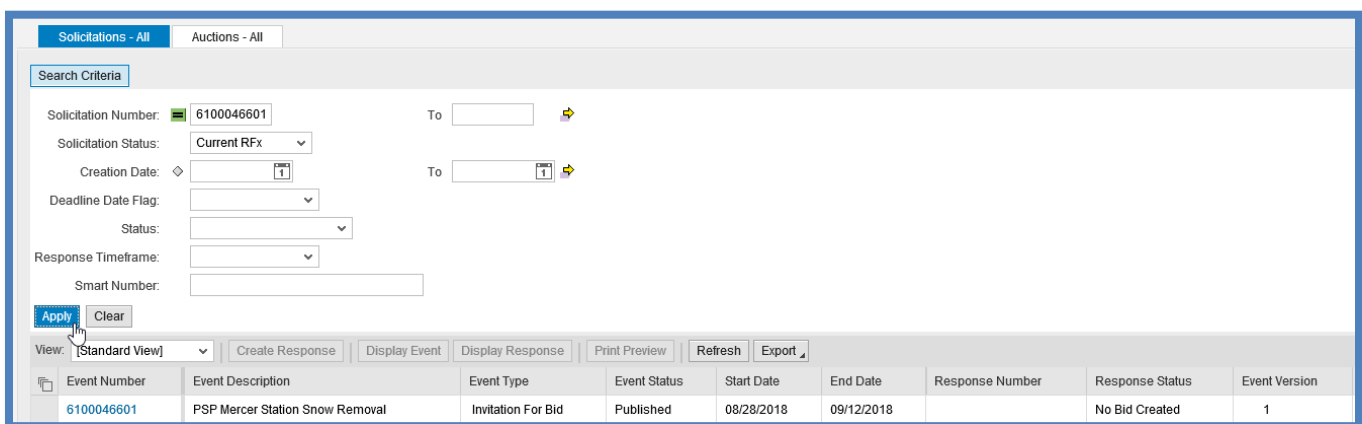 Solicitations - All Auctions - All
Search Criteria
Solicitation Number: 6100046601 To
Solicitation Status: Current RFx
Creation Date: 1 To 1
Deadline Date Flag:
Status:
Response Timeframe:
Smart Number:
Apply Clear
View: [Standard View] Create Response Display Event Display Response Print Preview Refresh Export
Event Number Event Description Event Type Event Status Start Date End Date Response Number Response Status Event Version
6100046601 PSP Mercer Station Snow Removal Invitation For Bid Published 08/28/2018 09/12/2018 No Bid Created 1